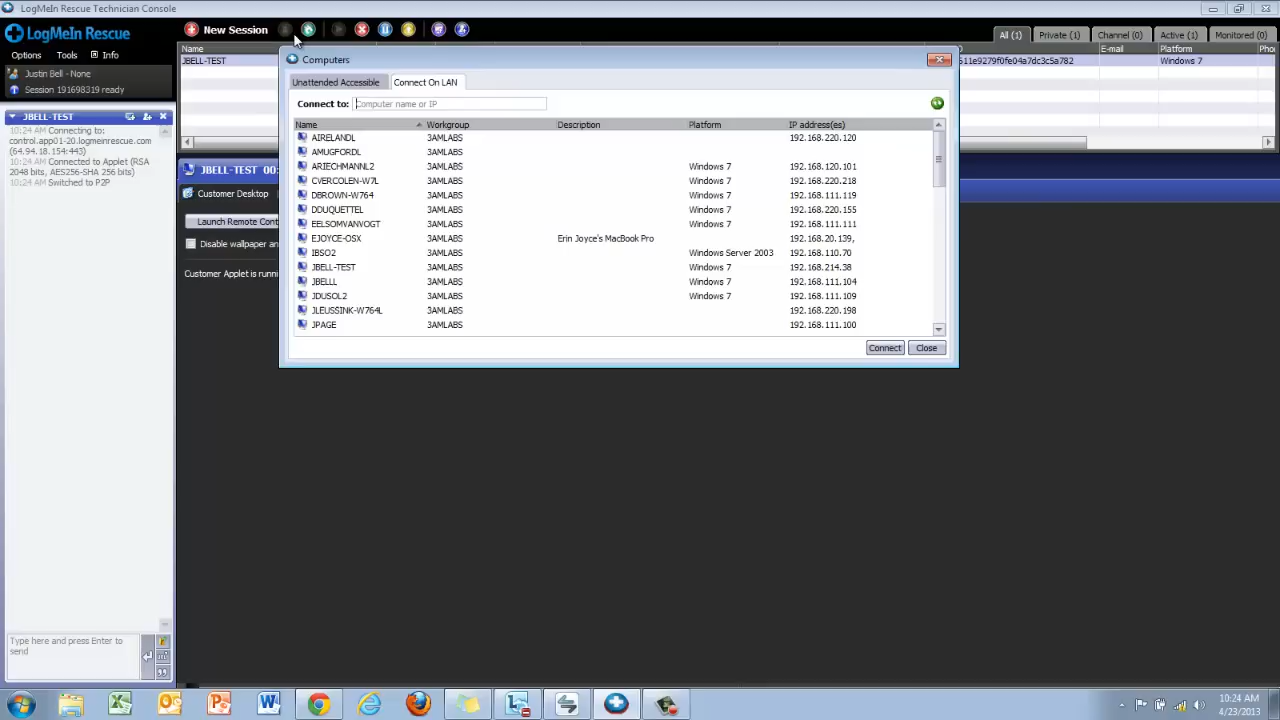 LogMeIn Rescue Technician Console
LogMeIn Rescue
New Session
All (1)
Private (1)
Channel (0)
Active (1)
Monitored (0)
Options
Tools
Info
Name
E-mail
Platform
JBELL-TEST
511e9279f0fe04a7dc3c5a782
Windows 7
Justin Bell - None
Session 191698319 ready
JBELL-TEST
10:24 AM Connecting to:
control.app01-20.logmeinrescue.com
(64.94.18.154:443)
10:24 AM Connected to Applet (RSA
2048 bits, AES256-SHA 256 bits)
10:24 AM Switched to P2P
JBELL-TEST 00:
Customer Desktop
Launch Remote Cont
Disable wallpaper an
Customer Applet is runni
Computers
Unattended Accessible
Connect On LAN
Connect to:
Computer name or IP
Name Workgroup Description Platform IP address(es)
AIRELANDL 3AMLABS 192.168.220.120
AMUGFORDL 3AMLABS
ARIECHMANNL2 3AMLABS Windows 7 192.168.120.101
CVERCOLEN-W7L 3AMLABS Windows 7 192.168.220.218
DBROWN-W764 3AMLABS Windows 7 192.168.111.119
DDUQUETTEL 3AMLABS Windows 7 192.168.220.155
EELSOMVANVOGT 3AMLABS Windows 7 192.168.111.111
EJOYCE-OSX 3AMLABS Erin Joyce's MacBook Pro 192.168.20.139,
IBSO2 3AMLABS Windows Server 2003 192.168.110.70
JBELL-TEST 3AMLABS Windows 7 192.168.214.38
JBELLL 3AMLABS Windows 7 192.168.111.104
JDUSOL2 3AMLABS Windows 7 192.168.111.109
JLEUSSINK-W764L 3AMLABS 192.168.220.198
JPAGE 3AMLABS 192.168.111.100
Connect
Close
Type here and press Enter to
send
10:24 AM
4/23/2013